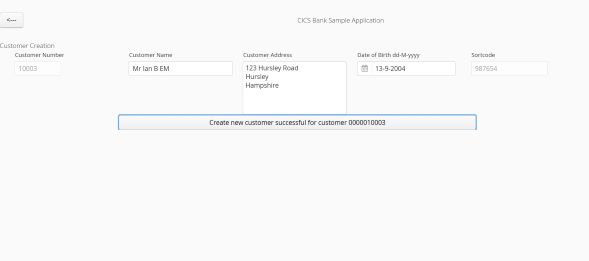 <---
CICS Bank Sample Application
Customer Creation
Customer Number
Customer Name
Customer Address
Date of Birth dd-M-yyyy
Sortcode
10003
Mr Ian B EM
123 Hursley Road
Hursley
Hampshire
13-9-2004
987654
Create new customer successful for customer 0000010003